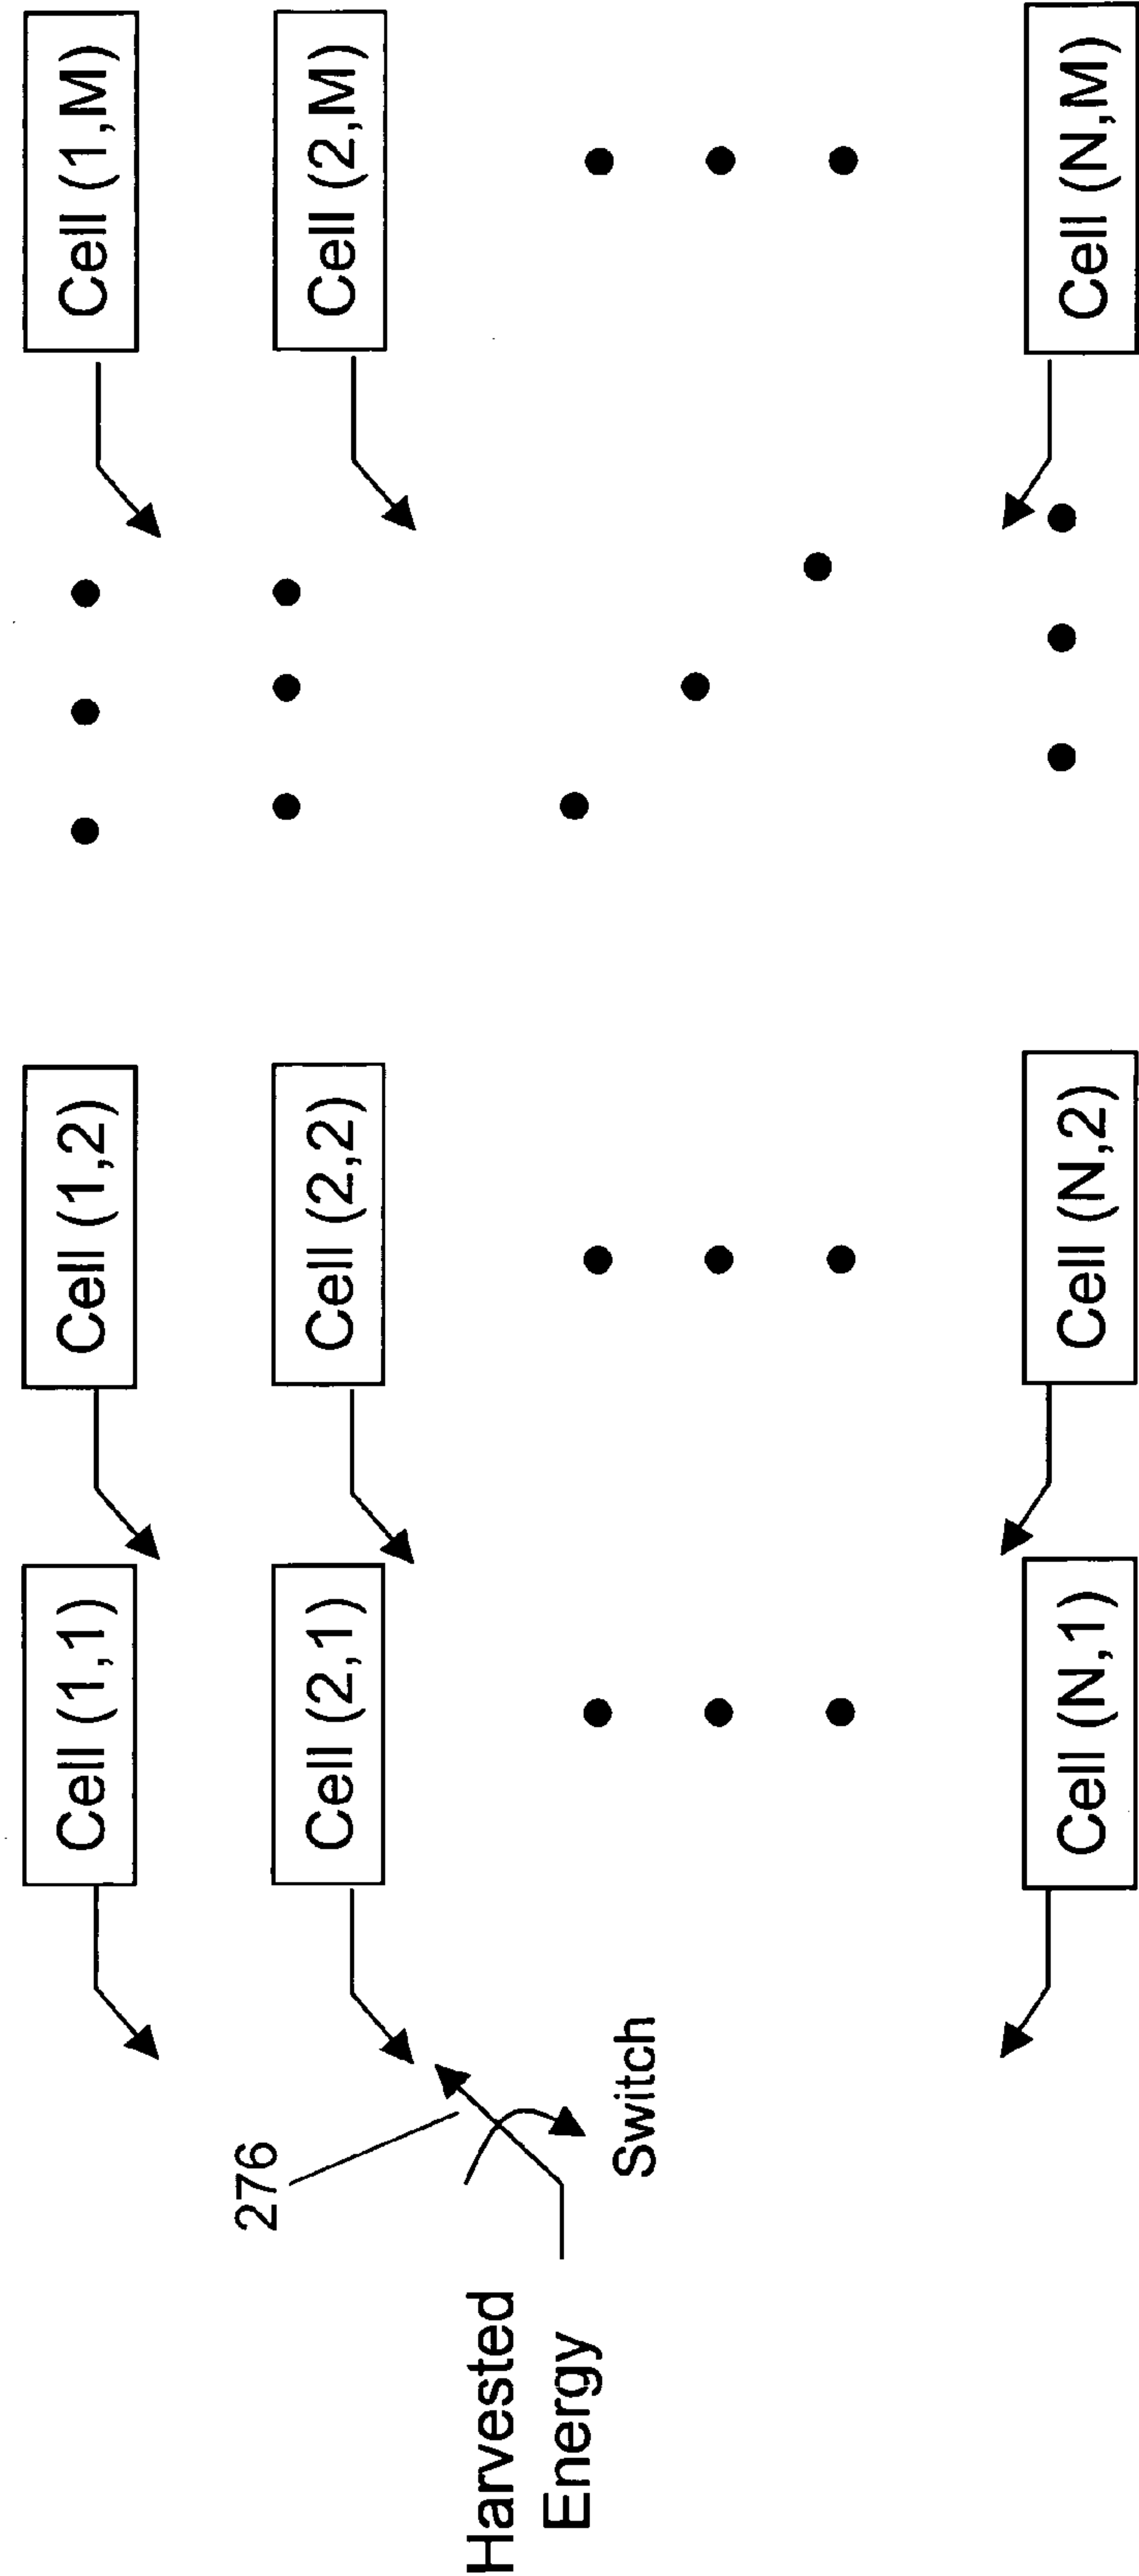 Cell (1,1)
Cell (1,2)
Cell (1,M)
276
Cell (2,1)
Cell (2,2)
Cell (2,M)
Harvested
Energy
Switch
Cell (N,1)
Cell (N,2)
Cell (N,M)